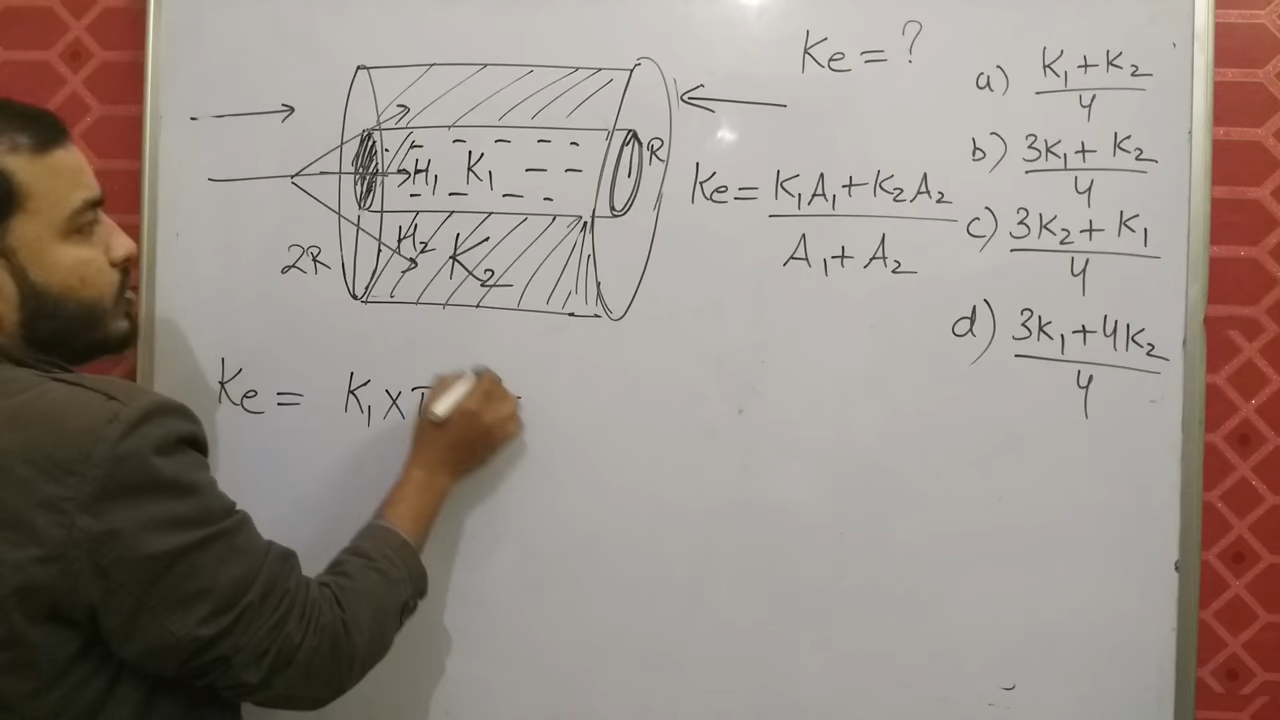 Ke = ?
a) K₁ + K₂ / 4
b) 3K₁ + K₂ / 4
c) 3K₂ + K₁ / 4
d) 3K₁ + 4K₂ / 4
Ke = K₁A₁ + K₂A₂ / A₁ + A₂
R
H₁ K₁
H₂ K₂
2R
Ke = K₁ x